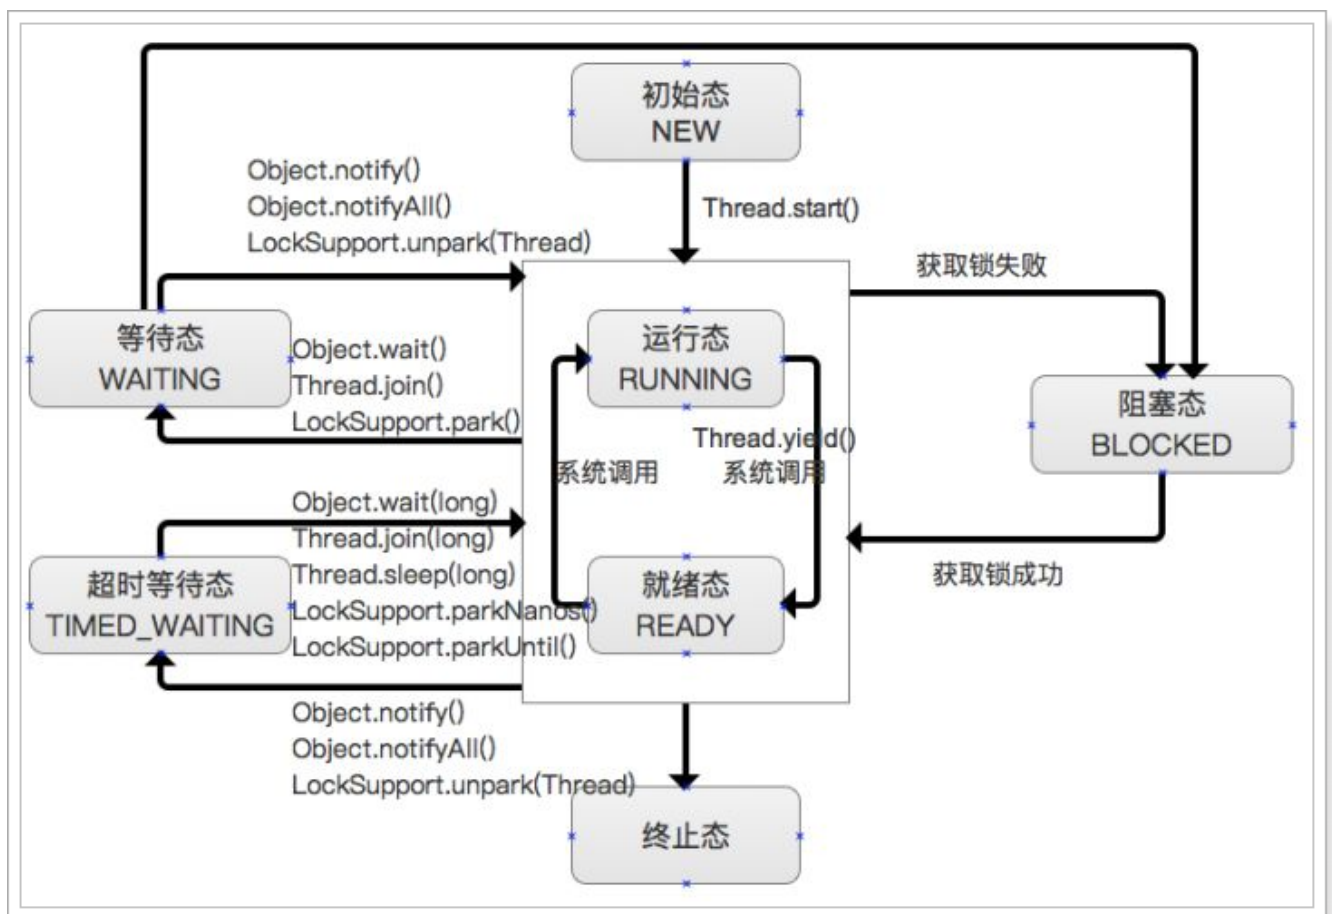 初始态
NEW
Object.notify()
Object.notifyAll()
LockSupport.unpark(Thread)
Thread.start()
获取锁失败
等待态
WAITING
Object.wait()
Thread.join()
LockSupport.park()
运行态
RUNNING
Thread.yield()
系统调用
系统调用
阻塞态
BLOCKED
Object.wait(long)
Thread.join(long)
Thread.sleep(long)
LockSupport.parkNanos()
LockSupport.parkUntil()
超时等待态
TIMED_WAITING
就绪态
READY
获取锁成功
Object.notify()
Object.notifyAll()
LockSupport.unpark(Thread)
终止态